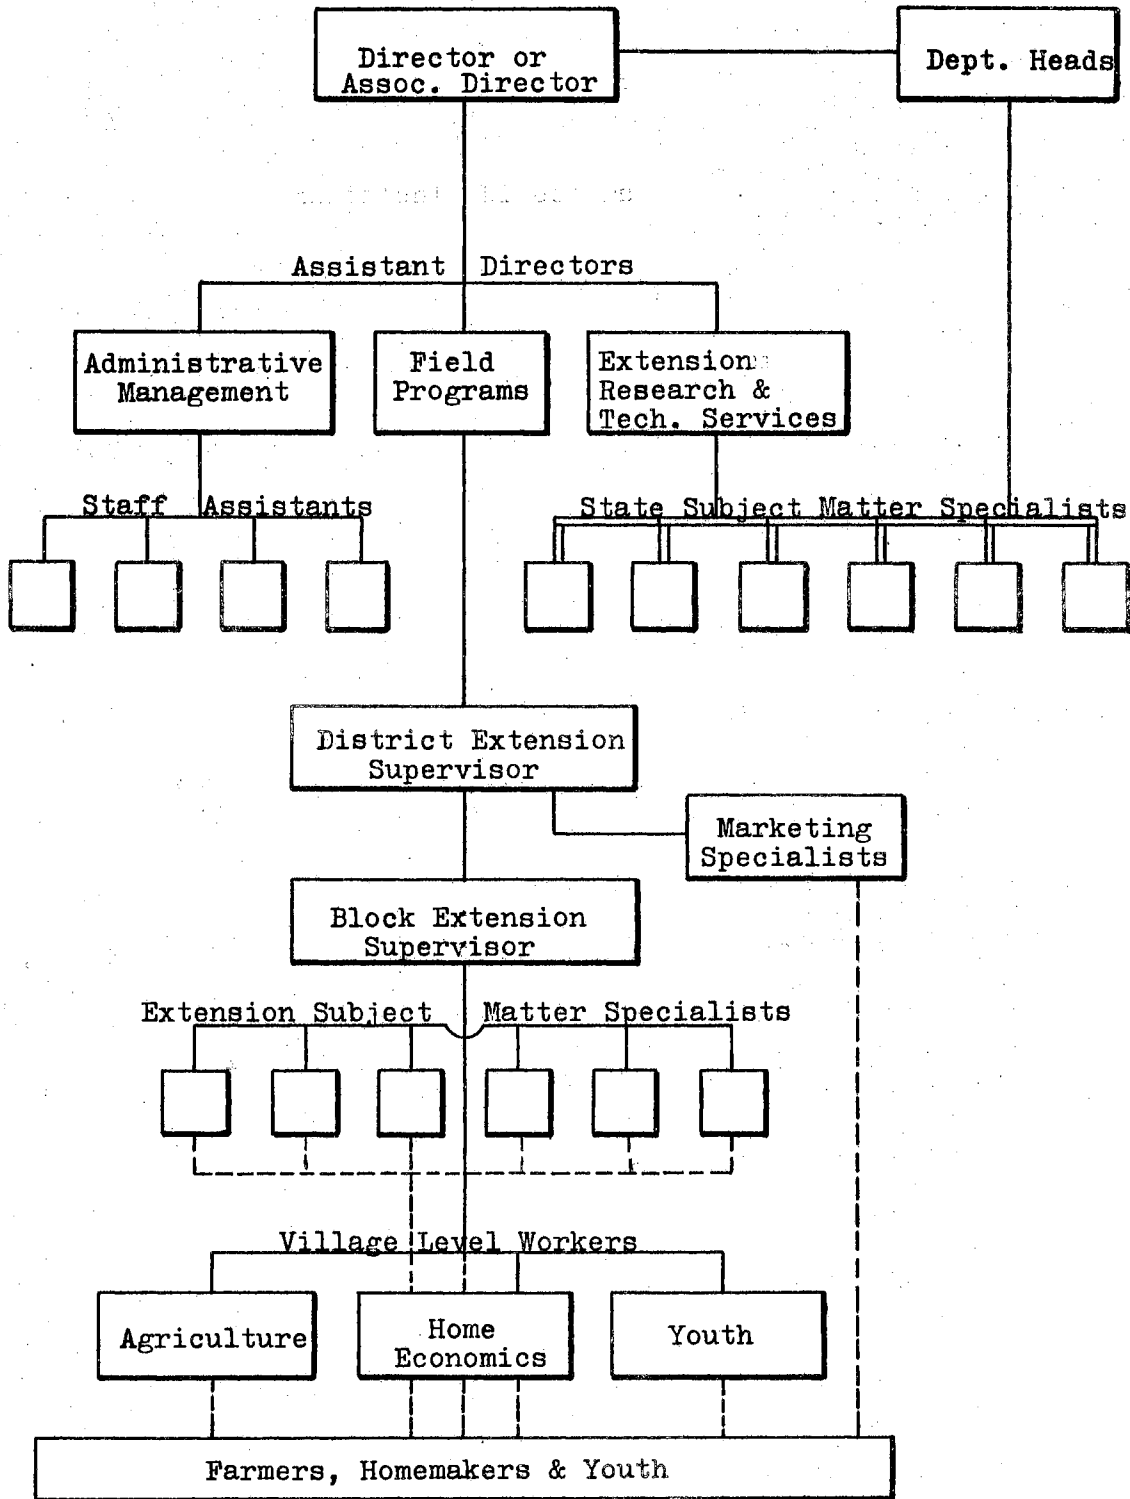 Director or
Assoc. Director
Dept. Heads
Assistant Directors
Administrative
Management
Field
Programs
Extension
Research &
Tech. Services
Staff Assistants
State Subject Matter Specialists
District Extension
Supervisor
Marketing
Specialists
Block Extension
Supervisor
Extension Subject Matter Specialists
Village Level Workers
Agriculture
Home
Economics
Youth
Farmers, Homemakers & Youth